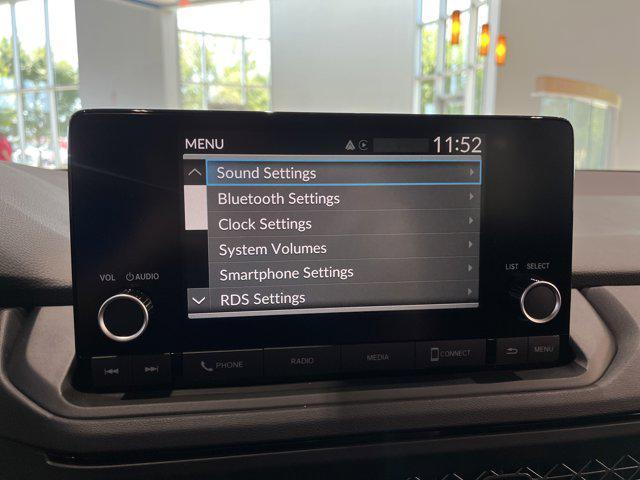 MENU 11:52
Sound Settings
Bluetooth Settings
Clock Settings
System Volumes
Smartphone Settings
RDS Settings
VOL AUDIO
LIST SELECT
PHONE RADIO MEDIA CONNECT MENU